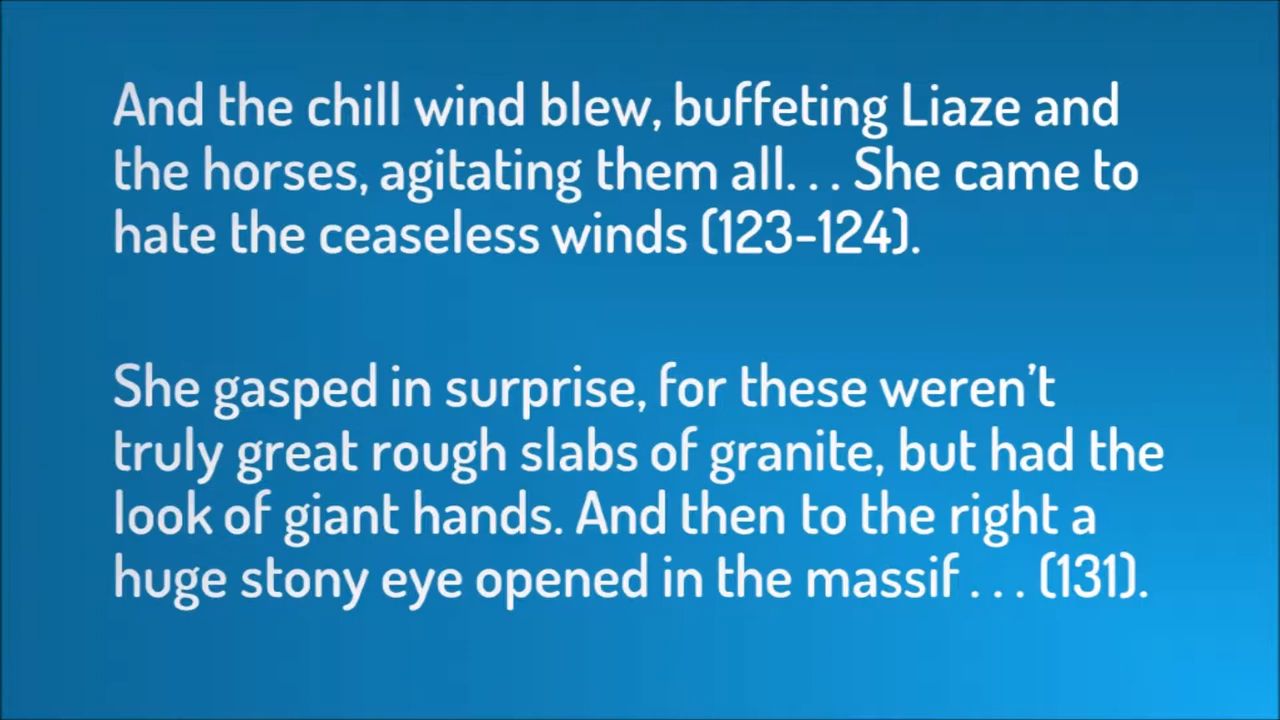 And the chill wind blew, buffeting Liaze and
the horses, agitating them all. . . She came to
hate the ceaseless winds (123-124).
She gasped in surprise, for these weren’t
truly great rough slabs of granite, but had the
look of giant hands. And then to the right a
huge stony eye opened in the massif . . . (131).